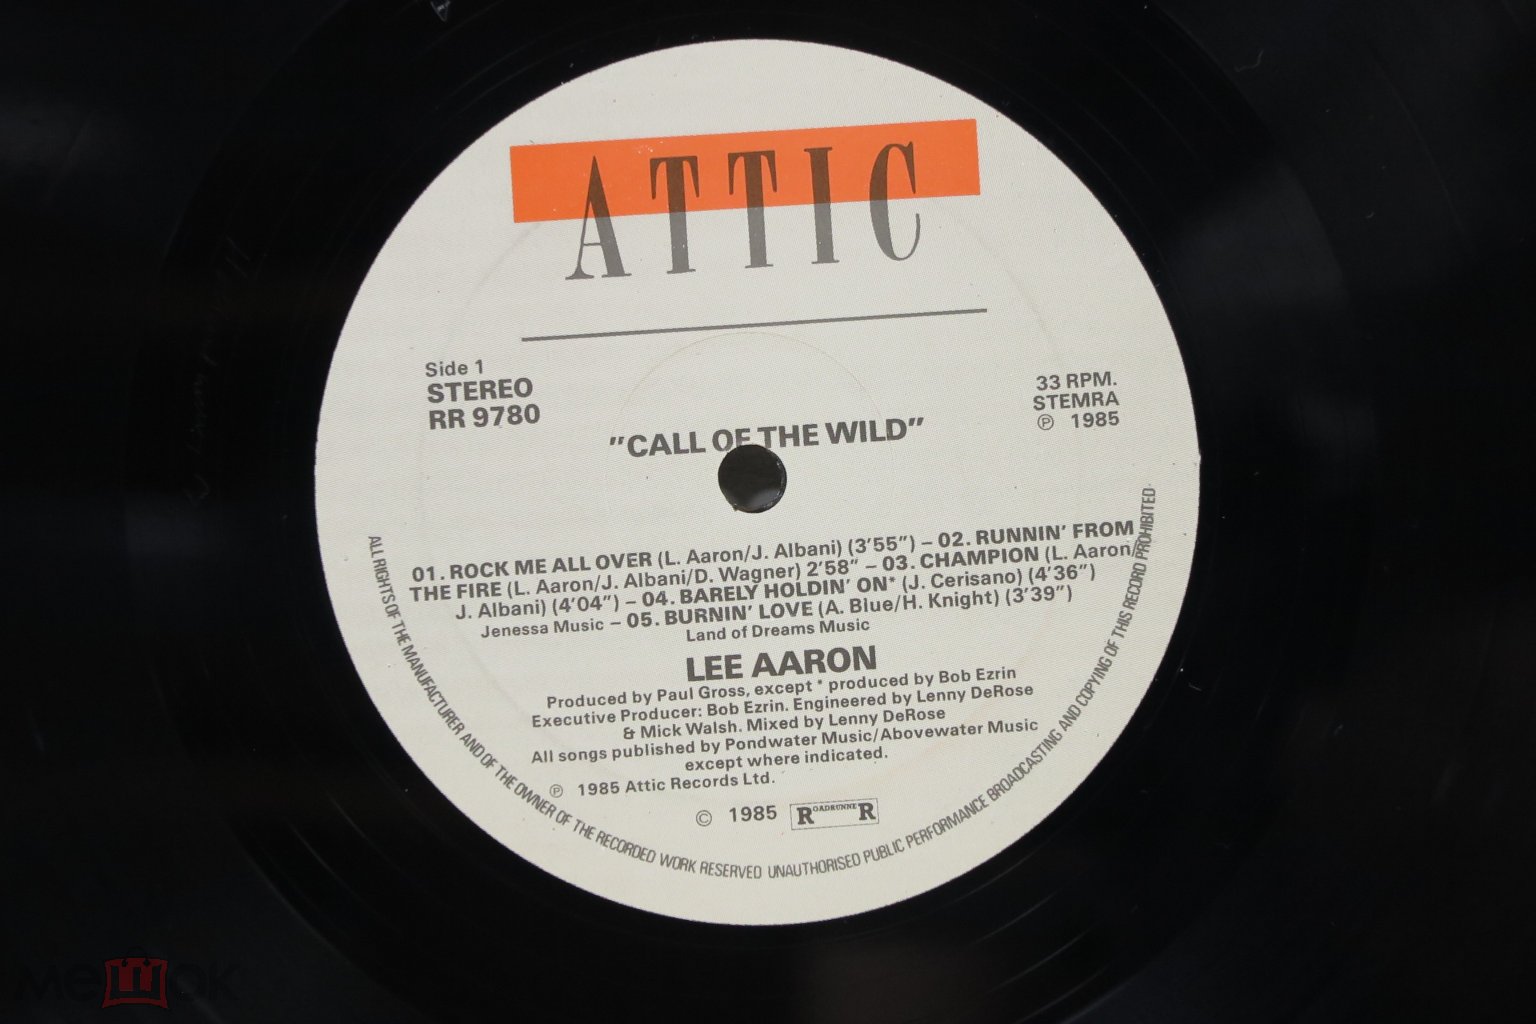 ATTIC
Side 1
STEREO
RR 9780
33 RPM.
STEMRA
℗ 1985
"CALL OF THE WILD"
01. ROCK ME ALL OVER (L. Aaron/J. Albani) (3'55") – 02. RUNNIN' FROM
THE FIRE (L. Aaron/J. Albani/D. Wagner) 2'58" – 03. CHAMPION (L. Aaron/
J. Albani) (4'04") – 04. BARELY HOLDIN' ON* (J. Cerisano) (4'36")
Jenessa Music – 05. BURNIN' LOVE (A. Blue/H. Knight) (3'39")
Land of Dreams Music
LEE AARON
Produced by Paul Gross, except * produced by Bob Ezrin
Executive Producer: Bob Ezrin. Engineered by Lenny DeRose
& Mick Walsh. Mixed by Lenny DeRose
All songs published by Pondwater Music/Abovewater Music
except where indicated.
℗ 1985 Attic Records Ltd.
© 1985 ROADRUNNER
ALL RIGHTS OF THE MANUFACTURER AND OF THE OWNER OF THE RECORDED WORK RESERVED UNAUTHORISED PUBLIC PERFORMANCE BROADCASTING AND COPYING OF THIS RECORD PROHIBITED.
мешок